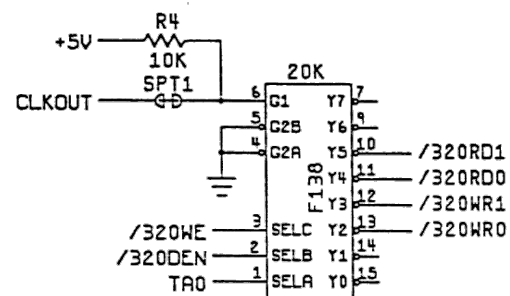 R4
+5V
10K
SPT1
20K
CLKOUT
6 G1 Y7 7
5 G2B Y6 9
4 G2A Y5 10 /320RD1
Y4 11 /320RD0
F138
Y3 12 /320WR1
/320WE 3 SELC Y2 13 /320WR0
/320DEN 2 SELB Y1 14
TA0 1 SELA Y0 15